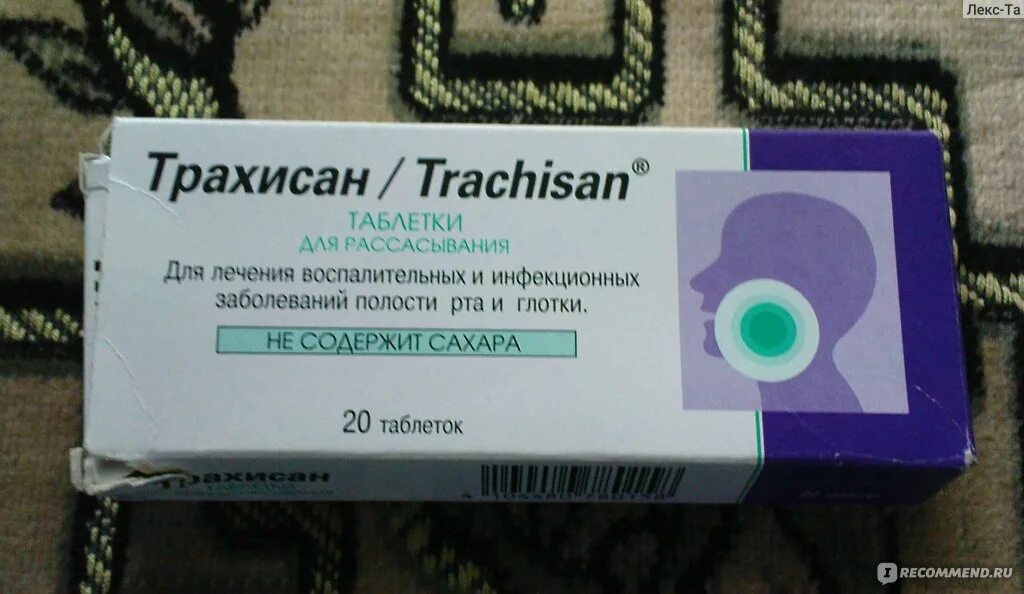 Лекс-Та
Трахисан / Trachisan®
ТАБЛЕТКИ
ДЛЯ РАССАСЫВАНИЯ
Для лечения воспалительных и инфекционных
заболеваний полости рта и глотки.
НЕ СОДЕРЖИТ САХАРА
20 таблеток
Трахисан
IRECOMMEND.RU